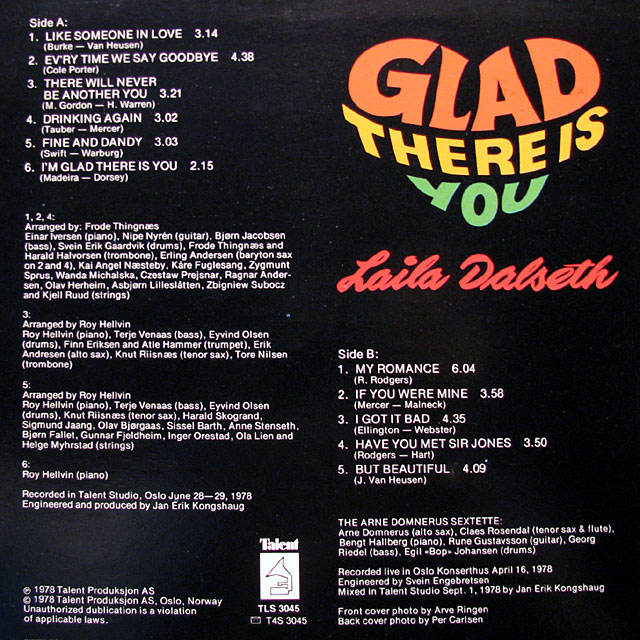 Side A:
1. LIKE SOMEONE IN LOVE 3.14
(Burke — Van Heusen)
2. EV'RY TIME WE SAY GOODBYE 4.38
(Cole Porter)
3. THERE WILL NEVER
BE ANOTHER YOU 3.21
(M. Gordon — H. Warren)
4. DRINKING AGAIN 3.02
(Tauber — Mercer)
5. FINE AND DANDY 3.03
(Swift — Warburg)
6. I'M GLAD THERE IS YOU 2.15
(Madeira — Dorsey)
1, 2, 4:
Arranged by: Frode Thingnæs
Einar Iversen (piano), Nipe Nyrén (guitar), Bjørn Jacobsen
(bass), Svein Erik Gaardvik (drums), Frode Thingnæs and
Harald Halvorsen (trombone), Erling Andersen (baryton sax
on 2 and 4), Kai Angel Næsteby, Kåre Fuglesang, Zygmunt
Sprus, Wanda Michalska, Czestaw Prejsnar, Ragnar Ander-
sen, Olav Herheim, Asbjørn Lilleslåtten, Zbigniew Subocz
and Kjell Ruud (strings)
3:
Arranged by Roy Hellvin
Roy Hellvin (piano), Terje Venaas (bass), Eyvind Olsen
(drums), Finn Eriksen and Atle Hammer (trumpet), Erik
Andresen (alto sax), Knut Riisnæs (tenor sax), Tore Nilsen
(trombone)
5:
Arranged by Roy Hellvin
Roy Hellvin (piano), Terje Venaas (bass), Eyvind Olsen
(drums), Knut Riisnæs (tenor sax), Harald Skogrand,
Sigmund Jaang, Olav Bjørgaas, Sissel Barth, Anne Stenseth,
Bjørn Fallet, Gunnar Fjeldheim, Inger Orestad, Ola Lien and
Helge Myhrstad (strings)
6:
Roy Hellvin (piano)
Recorded in Talent Studio, Oslo June 28—29, 1978
Engineered and produced by Jan Erik Kongshaug
℗ 1978 Talent Produksjon AS
© 1978 Talent Produksjon AS, Oslo, Norway
Unauthorized dublication is a violation
of applicable laws.
Talent
TLS 3045
T4S 3045
GLAD
THERE IS
YOU
Laila Dalseth
Side B:
1. MY ROMANCE 6.04
(R. Rodgers)
2. IF YOU WERE MINE 3.58
(Mercer — Malneck)
3. I GOT IT BAD 4.35
(Ellington — Webster)
4. HAVE YOU MET SIR JONES 3.50
(Rodgers — Hart)
5. BUT BEAUTIFUL 4.09
(J. Van Heusen)
THE ARNE DOMNERUS SEXTETTE:
Arne Domnerus (alto sax), Claes Rosendal (tenor sax & flute),
Bengt Hallberg (piano), Rune Gustavsson (guitar), Georg
Riedel (bass), Egil «Bop» Johansen (drums)
Recorded live in Oslo Konserthus April 16, 1978
Engineered by Svein Engebretsen
Mixed in Talent Studio Sept. 1, 1978 by Jan Erik Kongshaug
Front cover photo by Arve Ringen
Back cover photo by Per Carlsen